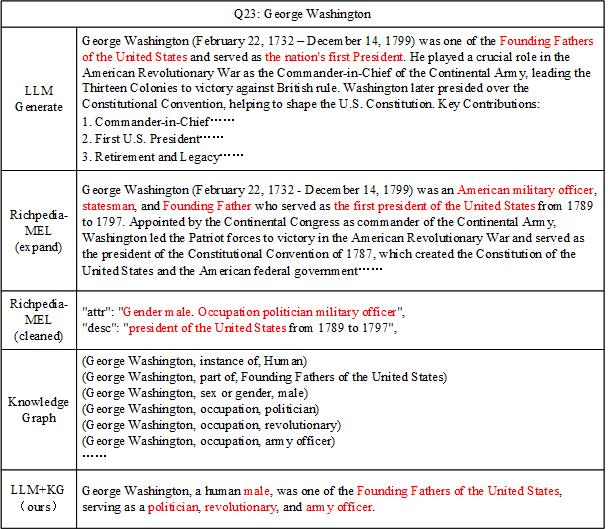 Q23: George Washington
LLM
Generate
George Washington (February 22, 1732 – December 14, 1799) was one of the Founding Fathers
of the United States and served as the nation's first President. He played a crucial role in the
American Revolutionary War as the Commander-in-Chief of the Continental Army, leading the
Thirteen Colonies to victory against British rule. Washington later presided over the
Constitutional Convention, helping to shape the U.S. Constitution. Key Contributions:
1. Commander-in-Chief……
2. First U.S. President……
3. Retirement and Legacy……
Richpedia-
MEL
(expand)
George Washington (February 22, 1732 - December 14, 1799) was an American military officer,
statesman, and Founding Father who served as the first president of the United States from 1789
to 1797. Appointed by the Continental Congress as commander of the Continental Army,
Washington led the Patriot forces to victory in the American Revolutionary War and served as
the president of the Constitutional Convention of 1787, which created the Constitution of the
United States and the American federal government……
Richpedia-
MEL
(cleaned)
"attr": "Gender male. Occupation politician military officer",
"desc": "president of the United States from 1789 to 1797",
Knowledge
Graph
(George Washington, instance of, Human)
(George Washington, part of, Founding Fathers of the United States)
(George Washington, sex or gender, male)
(George Washington, occupation, politician)
(George Washington, occupation, revolutionary)
(George Washington, occupation, army officer)
……
LLM+KG
(ours)
George Washington, a human male, was one of the Founding Fathers of the United States,
serving as a politician, revolutionary, and army officer.